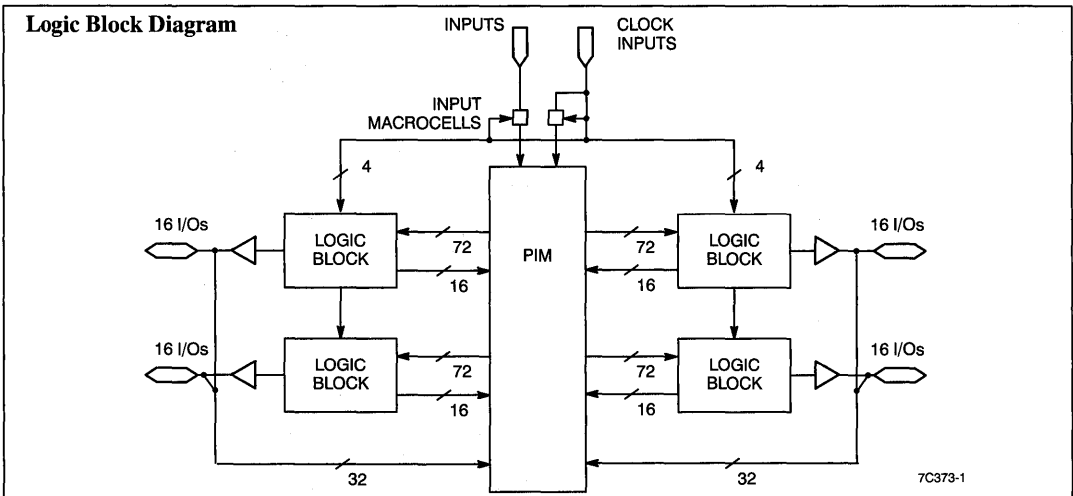 Logic Block Diagram
INPUTS
CLOCK
INPUTS
INPUT
MACROCELLS
4
4
16 I/Os
LOGIC
BLOCK
72
16
PIM
72
16
LOGIC
BLOCK
16 I/Os
16 I/Os
LOGIC
BLOCK
72
16
72
16
LOGIC
BLOCK
16 I/Os
32
32
7C373-1